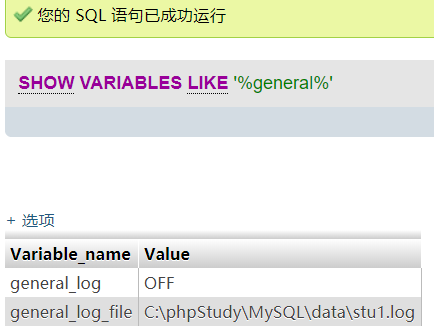 您的 SQL 语句已成功运行
SHOW VARIABLES LIKE '%general%'
+ 选项
Variable_name Value
general_log OFF
general_log_file C:\phpStudy\MySQL\data\stu1.log